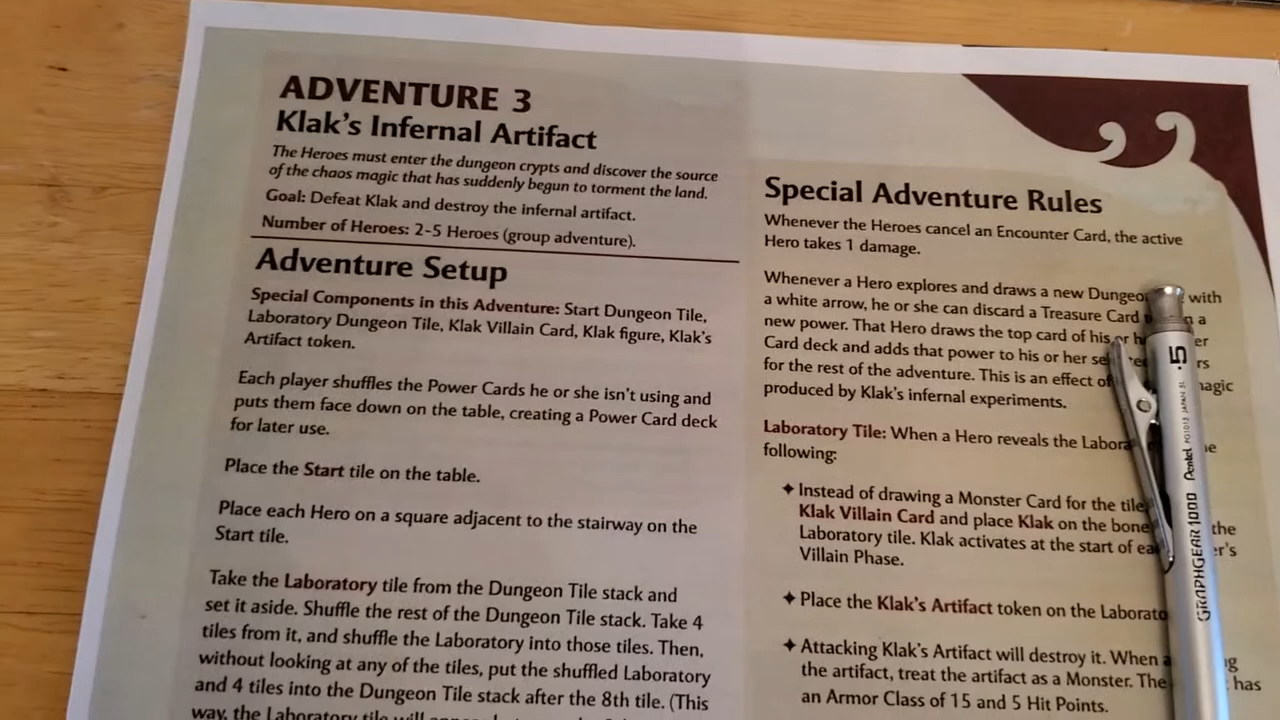 ADVENTURE 3
Klak's Infernal Artifact
The Heroes must enter the dungeon crypts and discover the source
of the chaos magic that has suddenly begun to torment the land.
Goal: Defeat Klak and destroy the infernal artifact.
Number of Heroes: 2-5 Heroes (group adventure).
Adventure Setup
Special Components in this Adventure: Start Dungeon Tile,
Laboratory Dungeon Tile, Klak Villain Card, Klak figure, Klak's
Artifact token.
Each player shuffles the Power Cards he or she isn't using and
puts them face down on the table, creating a Power Card deck
for later use.
Place the Start tile on the table.
Place each Hero on a square adjacent to the stairway on the
Start tile.
Take the Laboratory tile from the Dungeon Tile stack and
set it aside. Shuffle the rest of the Dungeon Tile stack. Take 4
tiles from it, and shuffle the Laboratory into those tiles. Then,
without looking at any of the tiles, put the shuffled Laboratory
and 4 tiles into the Dungeon Tile stack after the 8th tile. (This
way, the Laboratory tile will
Special Adventure Rules
Whenever the Heroes cancel an Encounter Card, the active
Hero takes 1 damage.
Whenever a Hero explores and draws a new with
a white arrow, he or she can discard a Treasure Card a
new power. That Hero draws the top card of his or
Card deck and adds that power to his or her
for the rest of the adventure. This is an effect of
produced by Klak's infernal experiments.
Laboratory Tile: When a Hero reveals the
following:
✦ Instead of drawing a Monster Card for the tile
Klak Villain Card and place Klak on the bone the
Laboratory tile. Klak activates at the start of
Villain Phase.
✦ Place the Klak's Artifact token on the
✦ Attacking Klak's Artifact will destroy it. When
the artifact, treat the artifact as a Monster. The has
an Armor Class of 15 and 5 Hit Points.
.5
PG1015 JAPAN
Pentel
GRAPHGEAR 1000